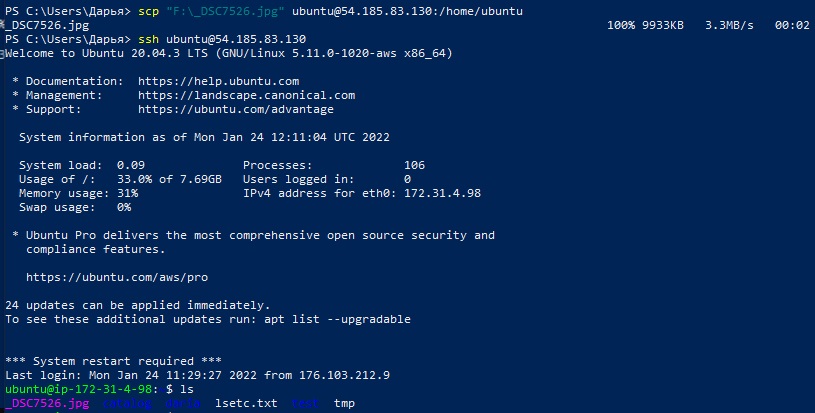 PS C:\Users\Дарья> scp "F:\_DSC7526.jpg" ubuntu@54.185.83.130:/home/ubuntu
_DSC7526.jpg 100% 9933KB 3.3MB/s 00:02
PS C:\Users\Дарья> ssh ubuntu@54.185.83.130
Welcome to Ubuntu 20.04.3 LTS (GNU/Linux 5.11.0-1020-aws x86_64)
* Documentation: https://help.ubuntu.com
* Management: https://landscape.canonical.com
* Support: https://ubuntu.com/advantage
System information as of Mon Jan 24 12:11:04 UTC 2022
System load: 0.09 Processes: 106
Usage of /: 33.0% of 7.69GB Users logged in: 0
Memory usage: 31% IPv4 address for eth0: 172.31.4.98
Swap usage: 0%
* Ubuntu Pro delivers the most comprehensive open source security and
compliance features.
https://ubuntu.com/aws/pro
24 updates can be applied immediately.
To see these additional updates run: apt list --upgradable
*** System restart required ***
Last login: Mon Jan 24 11:29:27 2022 from 176.103.212.9
ubuntu@ip-172-31-4-98: $ ls
_DSC7526.jpg lsetc.txt tmp